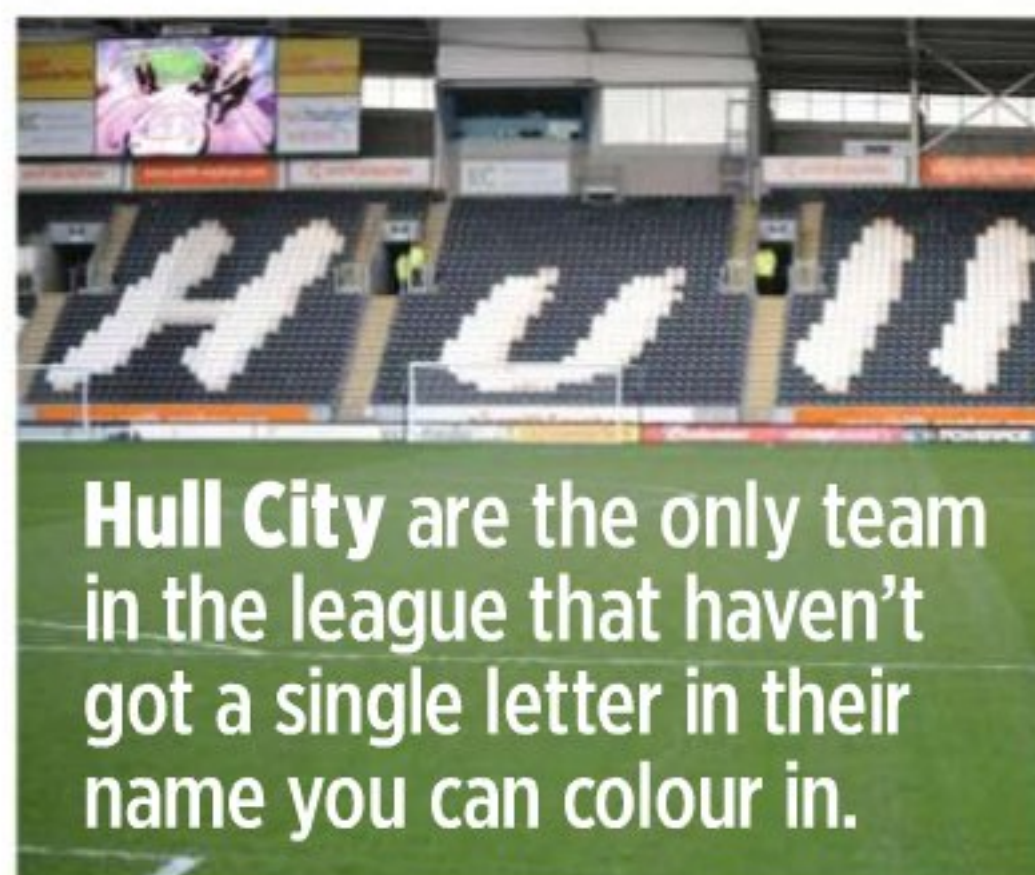 HUll
Hull City are the only team
in the league that haven't
got a single letter in their
name you can colour in.